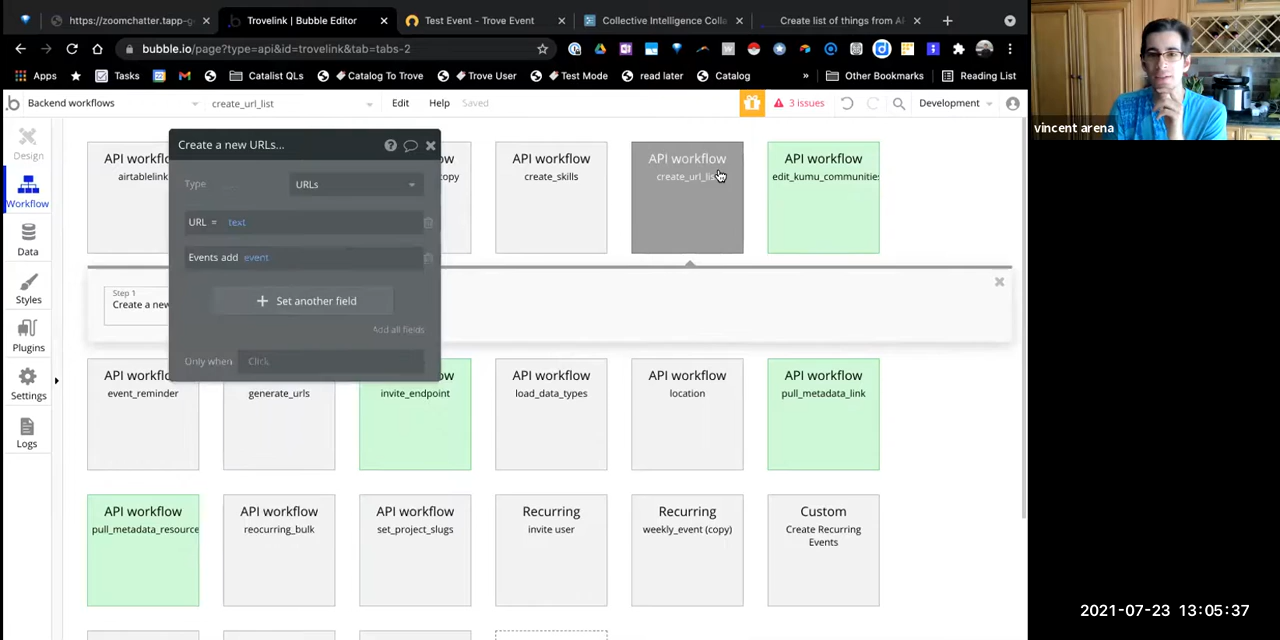 https://zoomchatter.tapp-g
Trovelink | Bubble Editor
Test Event - Trove Event
Collective Intelligence Colla
Create list of things from AP
bubble.io/page?type=api&id=trovelink&tab=tabs-2
Apps
Tasks
Catalist QLs
Catalog To Trove
Trove User
Test Mode
read later
Catalog
»
Other Bookmarks
Reading List
Backend workflows
create_url_list
Edit
Help
Saved
3 issues
Development
vincent arena
Design
Workflow
Data
Styles
Plugins
Settings
Logs
Create a new URLs...
Type
URLs
URL = text
Events add event
+ Set another field
Add all fields
Only when
Click
API workflow
airtablelink
copy
API workflow
create_skills
API workflow
create_url_lis
API workflow
edit_kumu_communities
Step 1
Create a new
API workflow
event_reminder
generate_urls
invite_endpoint
API workflow
load_data_types
API workflow
location
API workflow
pull_metadata_link
API workflow
pull_metadata_resource
API workflow
reocurring_bulk
API workflow
set_project_slugs
Recurring
invite user
Recurring
weekly_event (copy)
Custom
Create Recurring
Events
2021-07-23 13:05:37